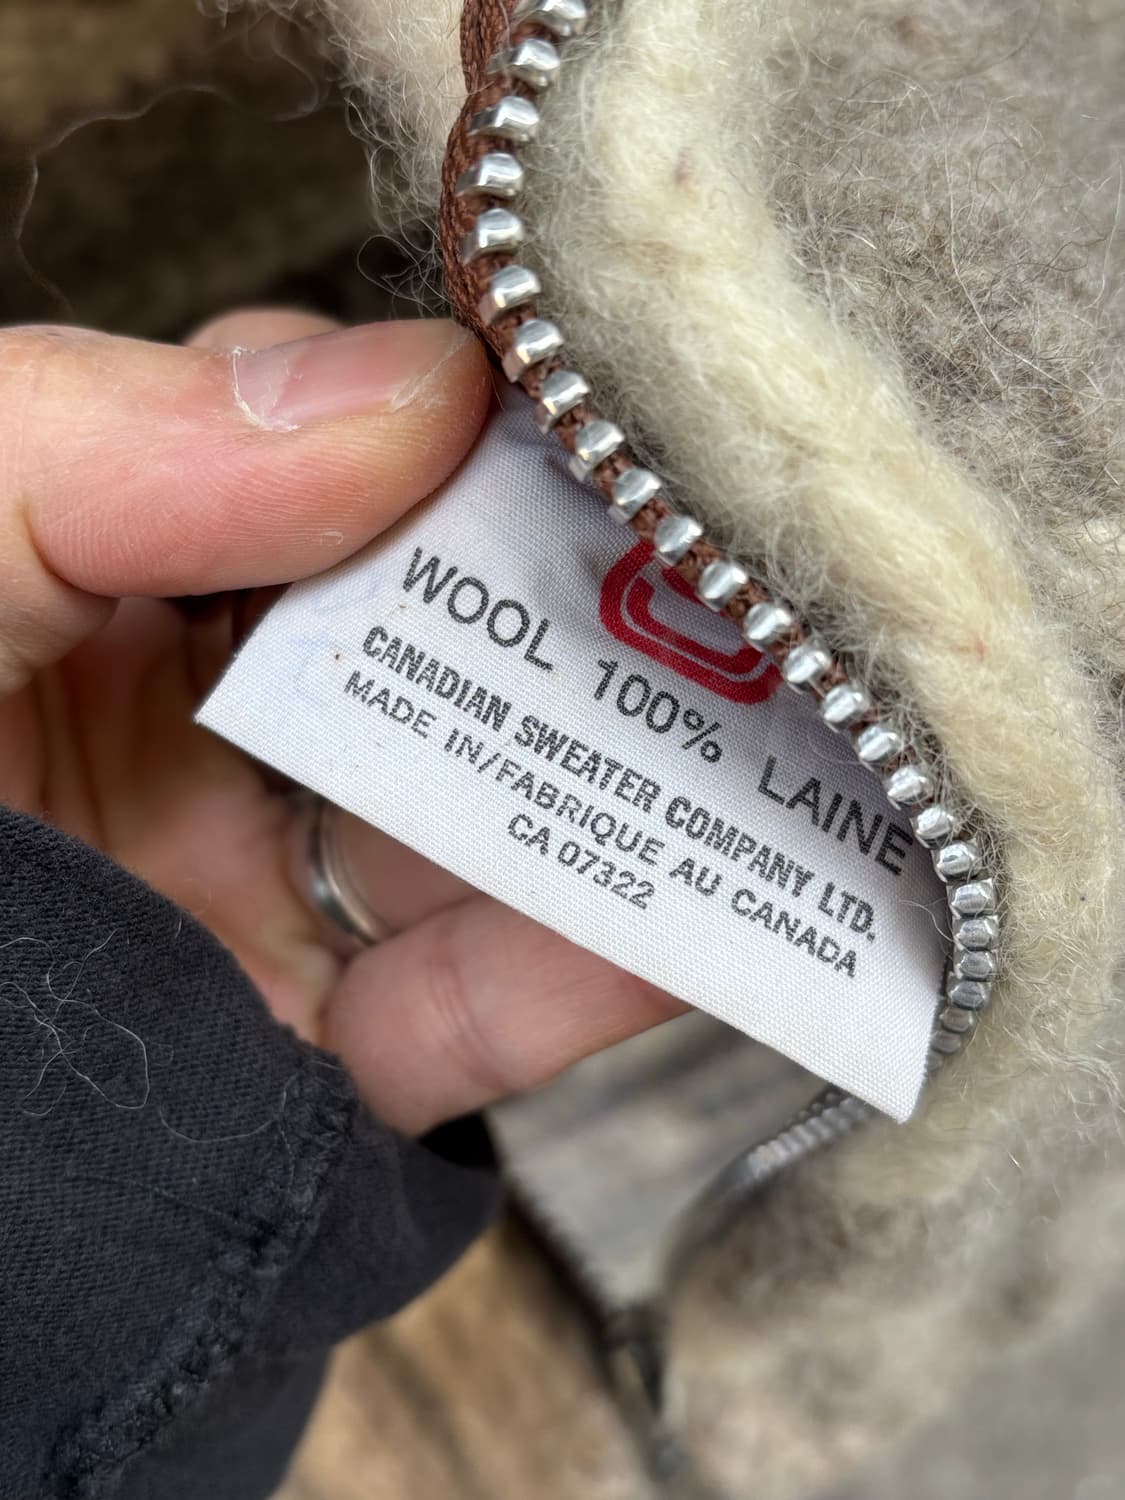 WOOL 100% LAINE
CANADIAN SWEATER COMPANY LTD.
MADE IN/FABRIQUE AU CANADA
CA 07322